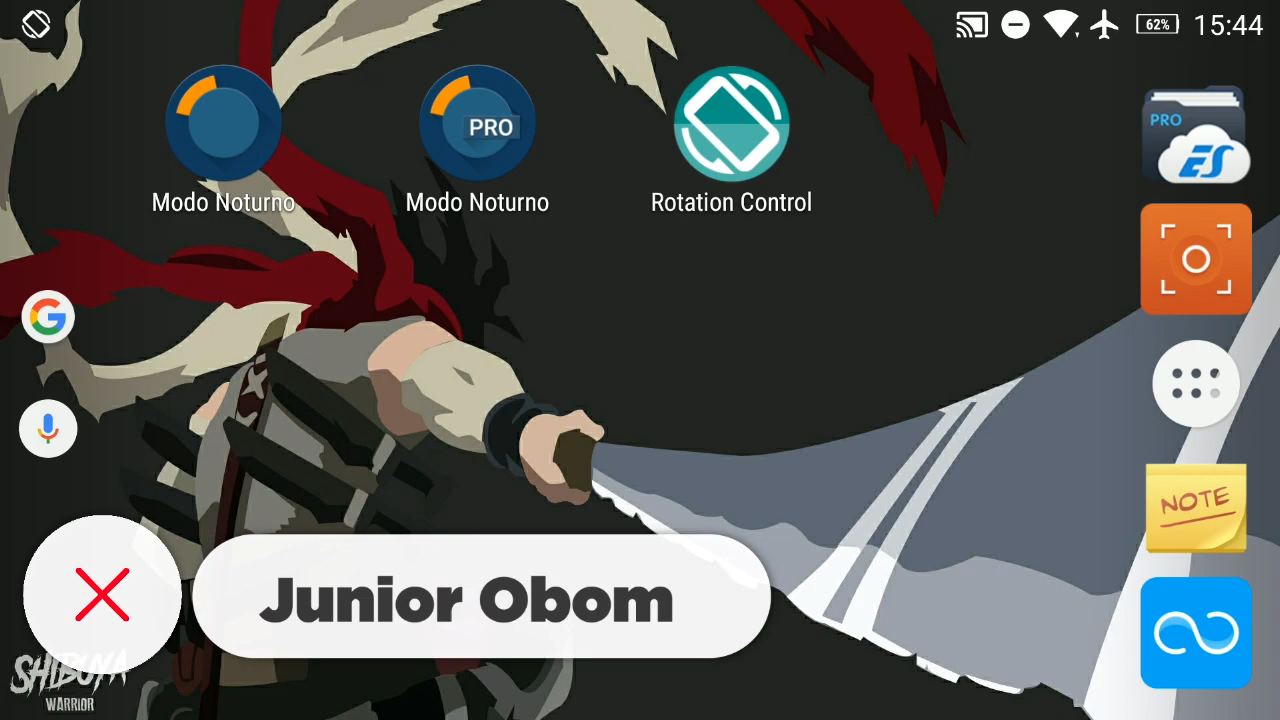 62% 15:44
PRO
Modo Noturno
Modo Noturno
Rotation Control
PRO
ES
G
NOTE
Junior Obom
SHIBUYA
WARRIOR